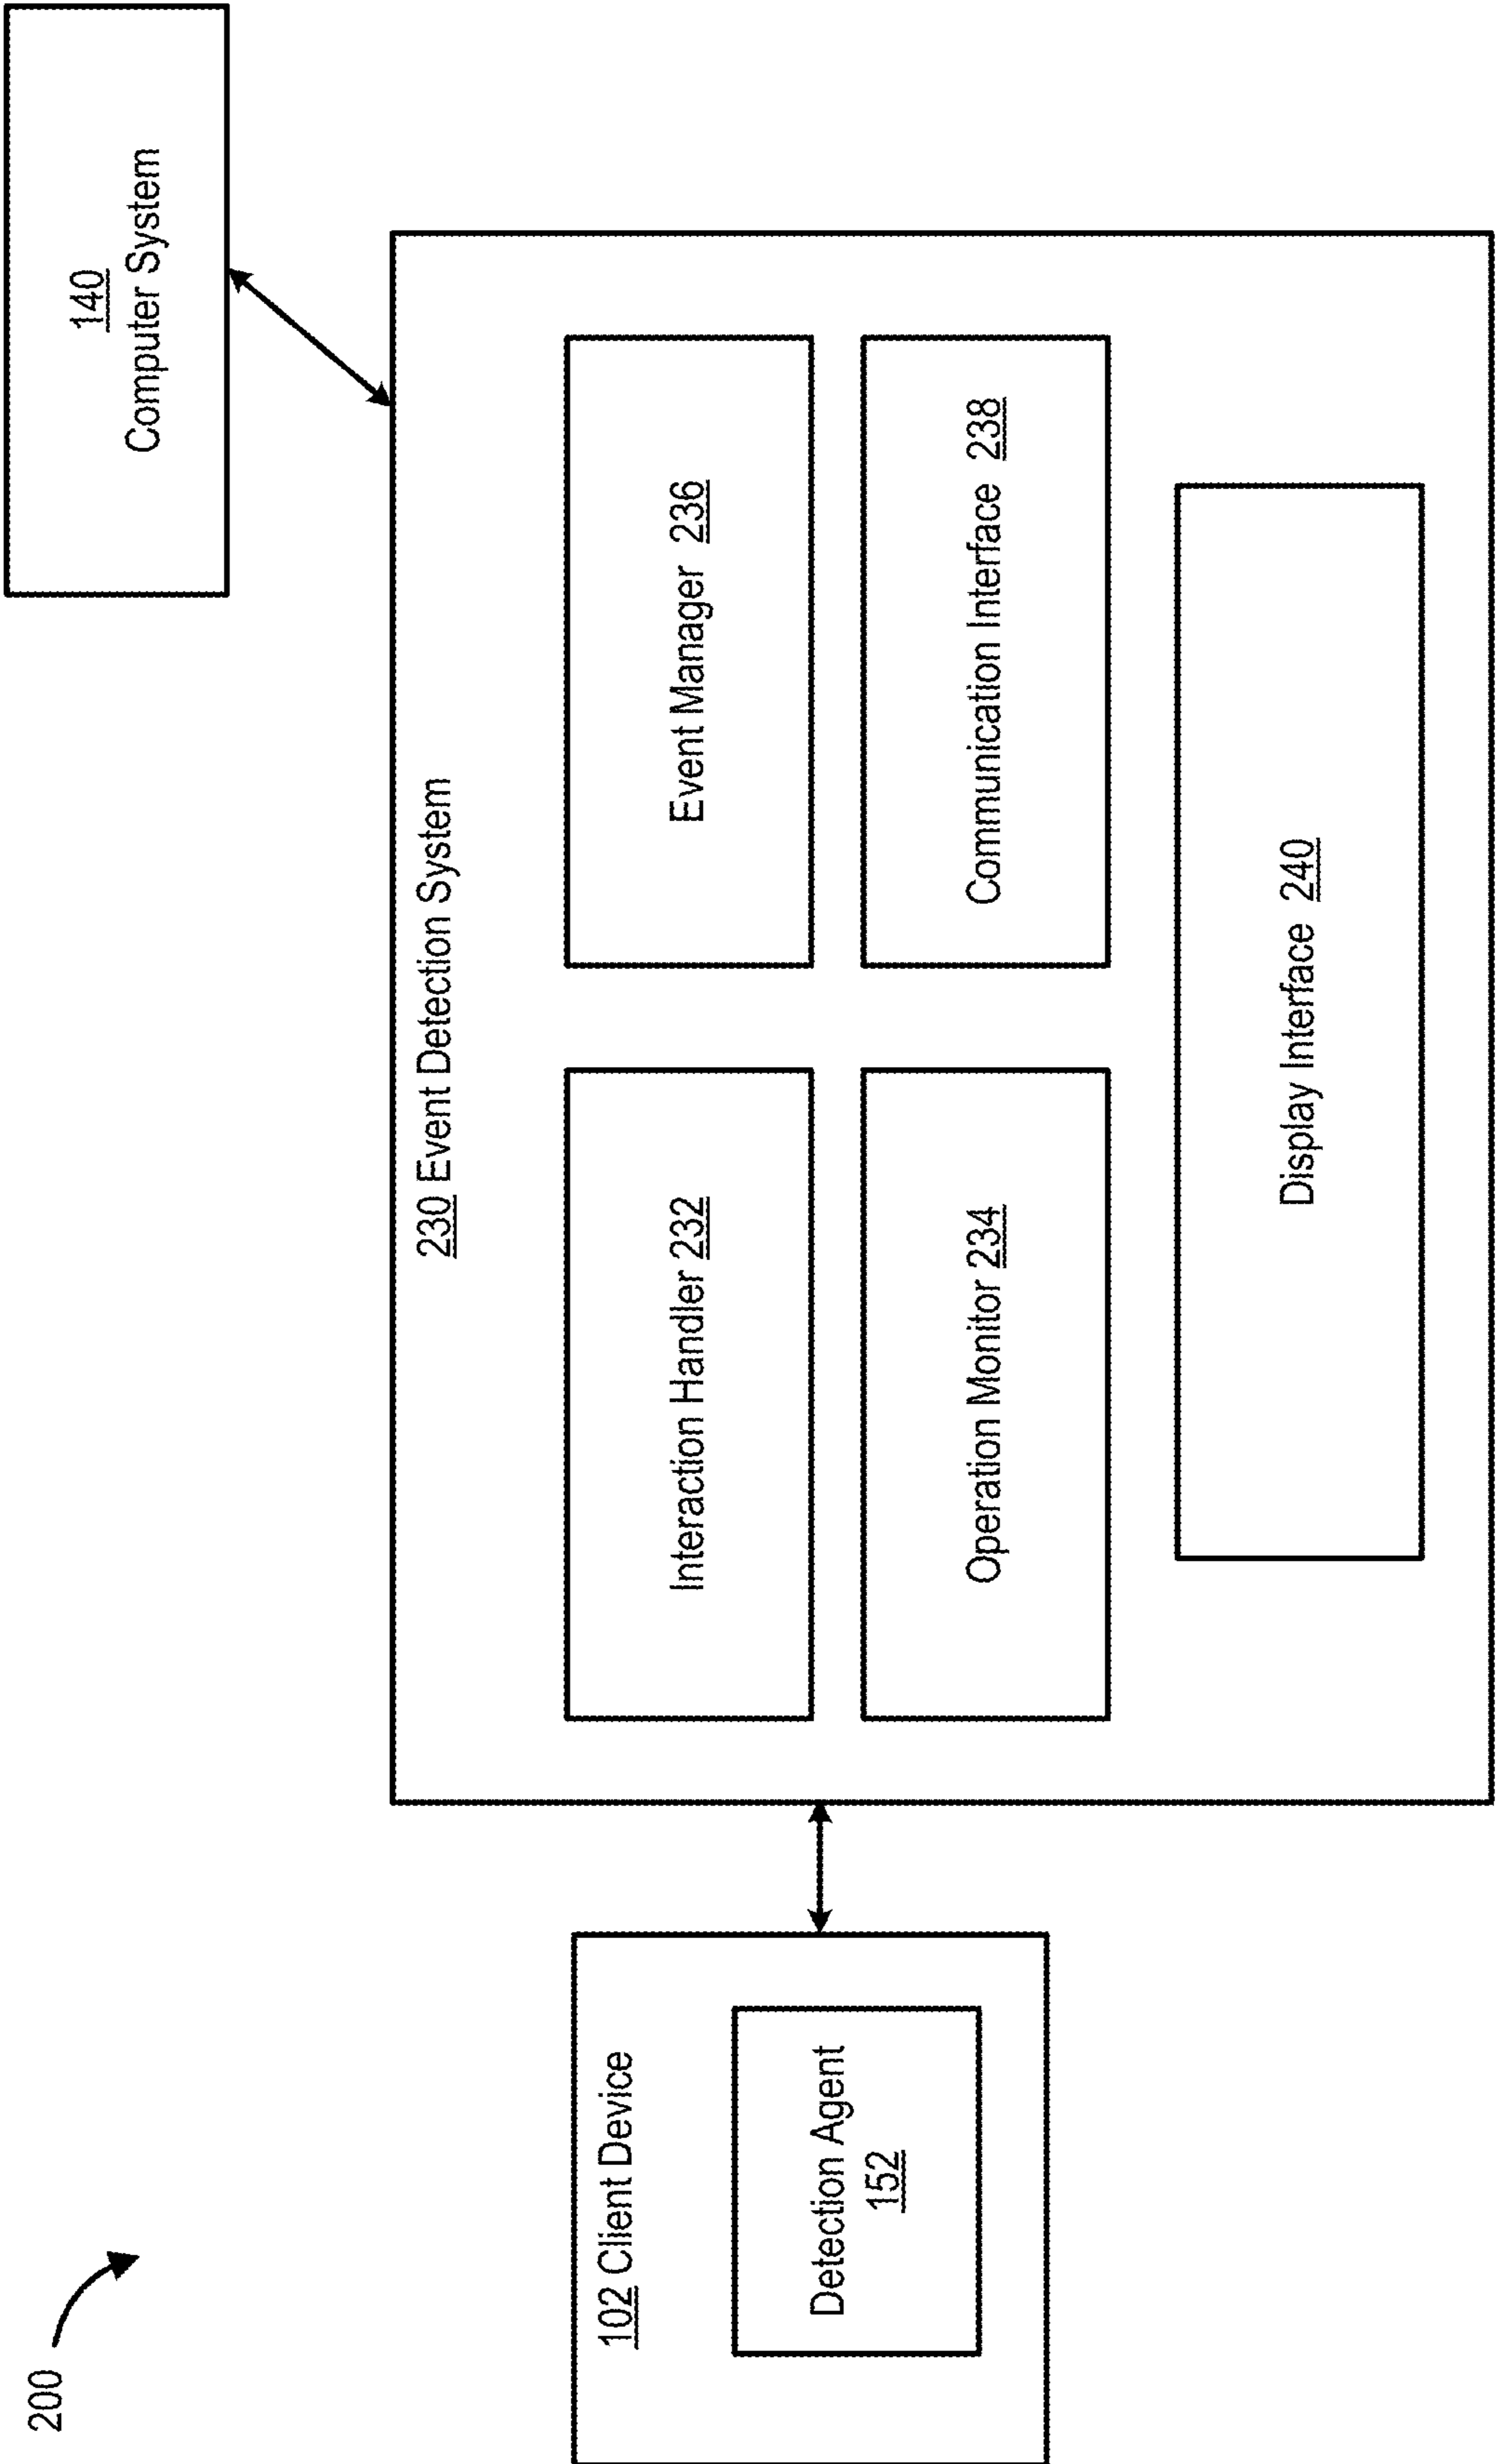 200
140
Computer System
230 Event Detection System
102 Client Device
Detection Agent
152
Interaction Handler 232
Event Manager 236
Operation Monitor 234
Communication Interface 238
Display Interface 240